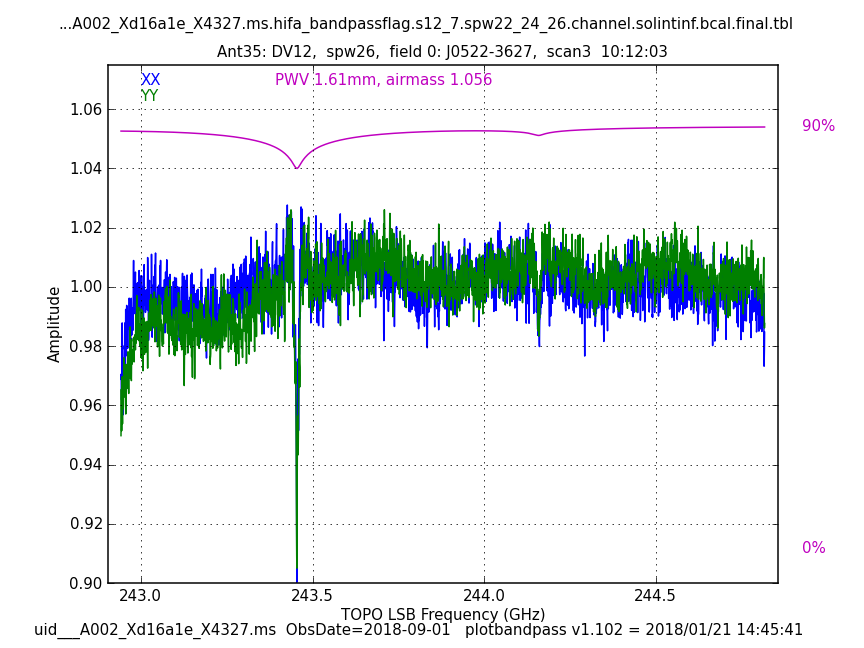 ...A002_Xd16a1e_X4327.ms.hifa_bandpassflag.s12_7.spw22_24_26.channel.solintinf.bcal.final.tbl
Ant35: DV12,  spw26,  field 0: J0522-3627,  scan3  10:12:03
XX
YY
PWV 1.61mm, airmass 1.056
90%
0%
1.06
1.04
1.02
1.00
0.98
0.96
0.94
0.92
0.90
Amplitude
243.0
243.5
244.0
244.5
TOPO LSB Frequency (GHz)
uid___A002_Xd16a1e_X4327.ms  ObsDate=2018-09-01   plotbandpass v1.102 = 2018/01/21 14:45:41